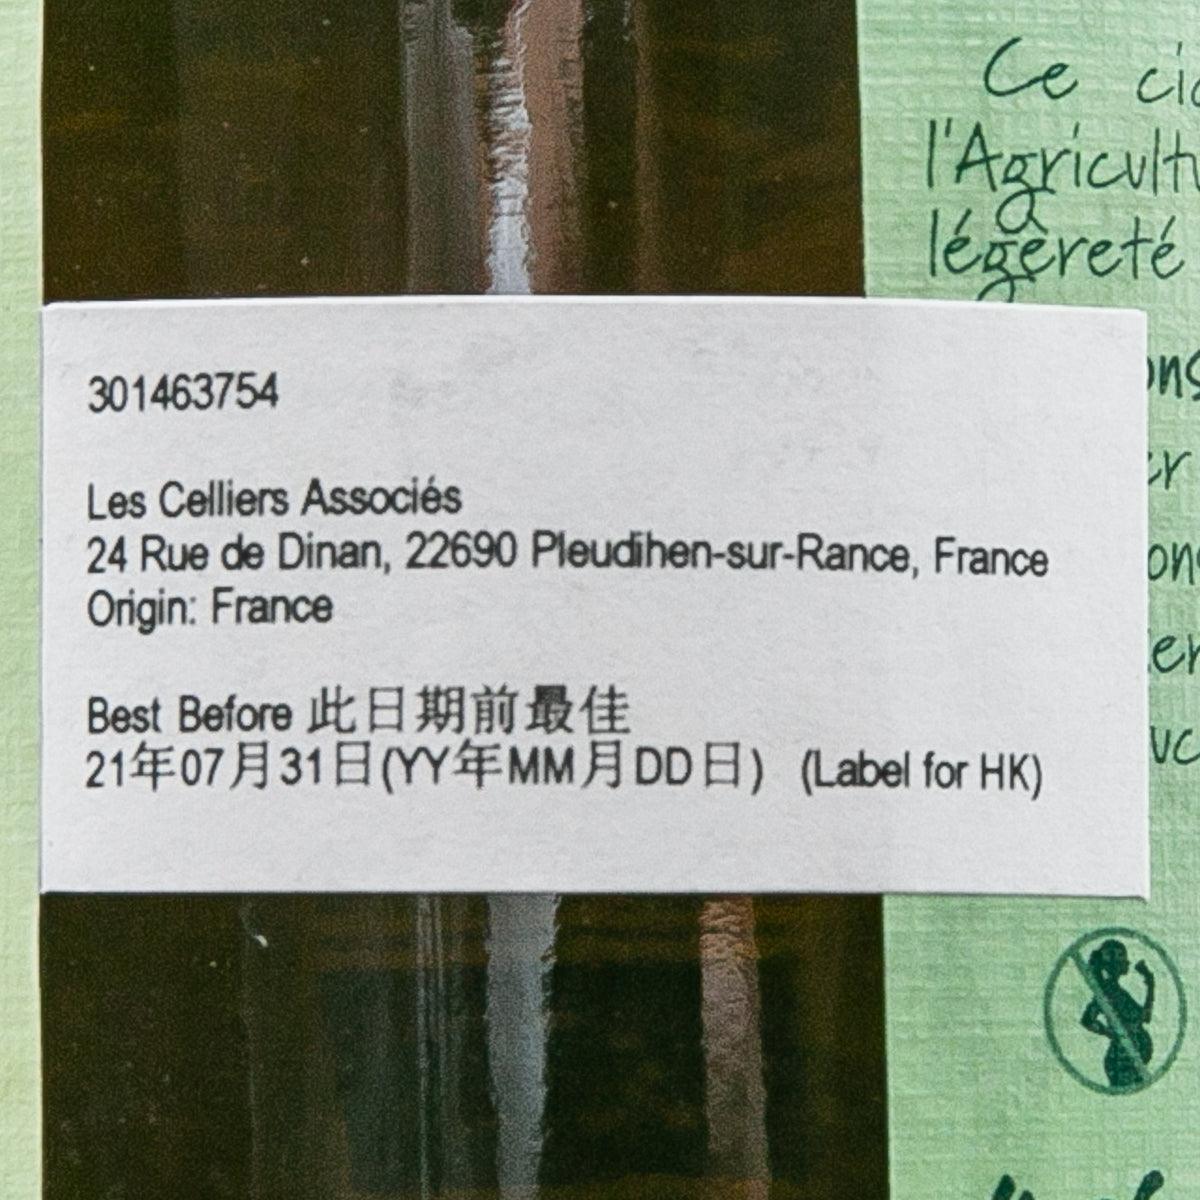 Ce
l'Agricult
légèreté
301463754
Les Celliers Associés
24 Rue de Dinan, 22690 Pleudihen-sur-Rance, France
Origin: France
Best Before 此日期前最佳
21年07月31日(YY年MM月DD日) (Label for HK)